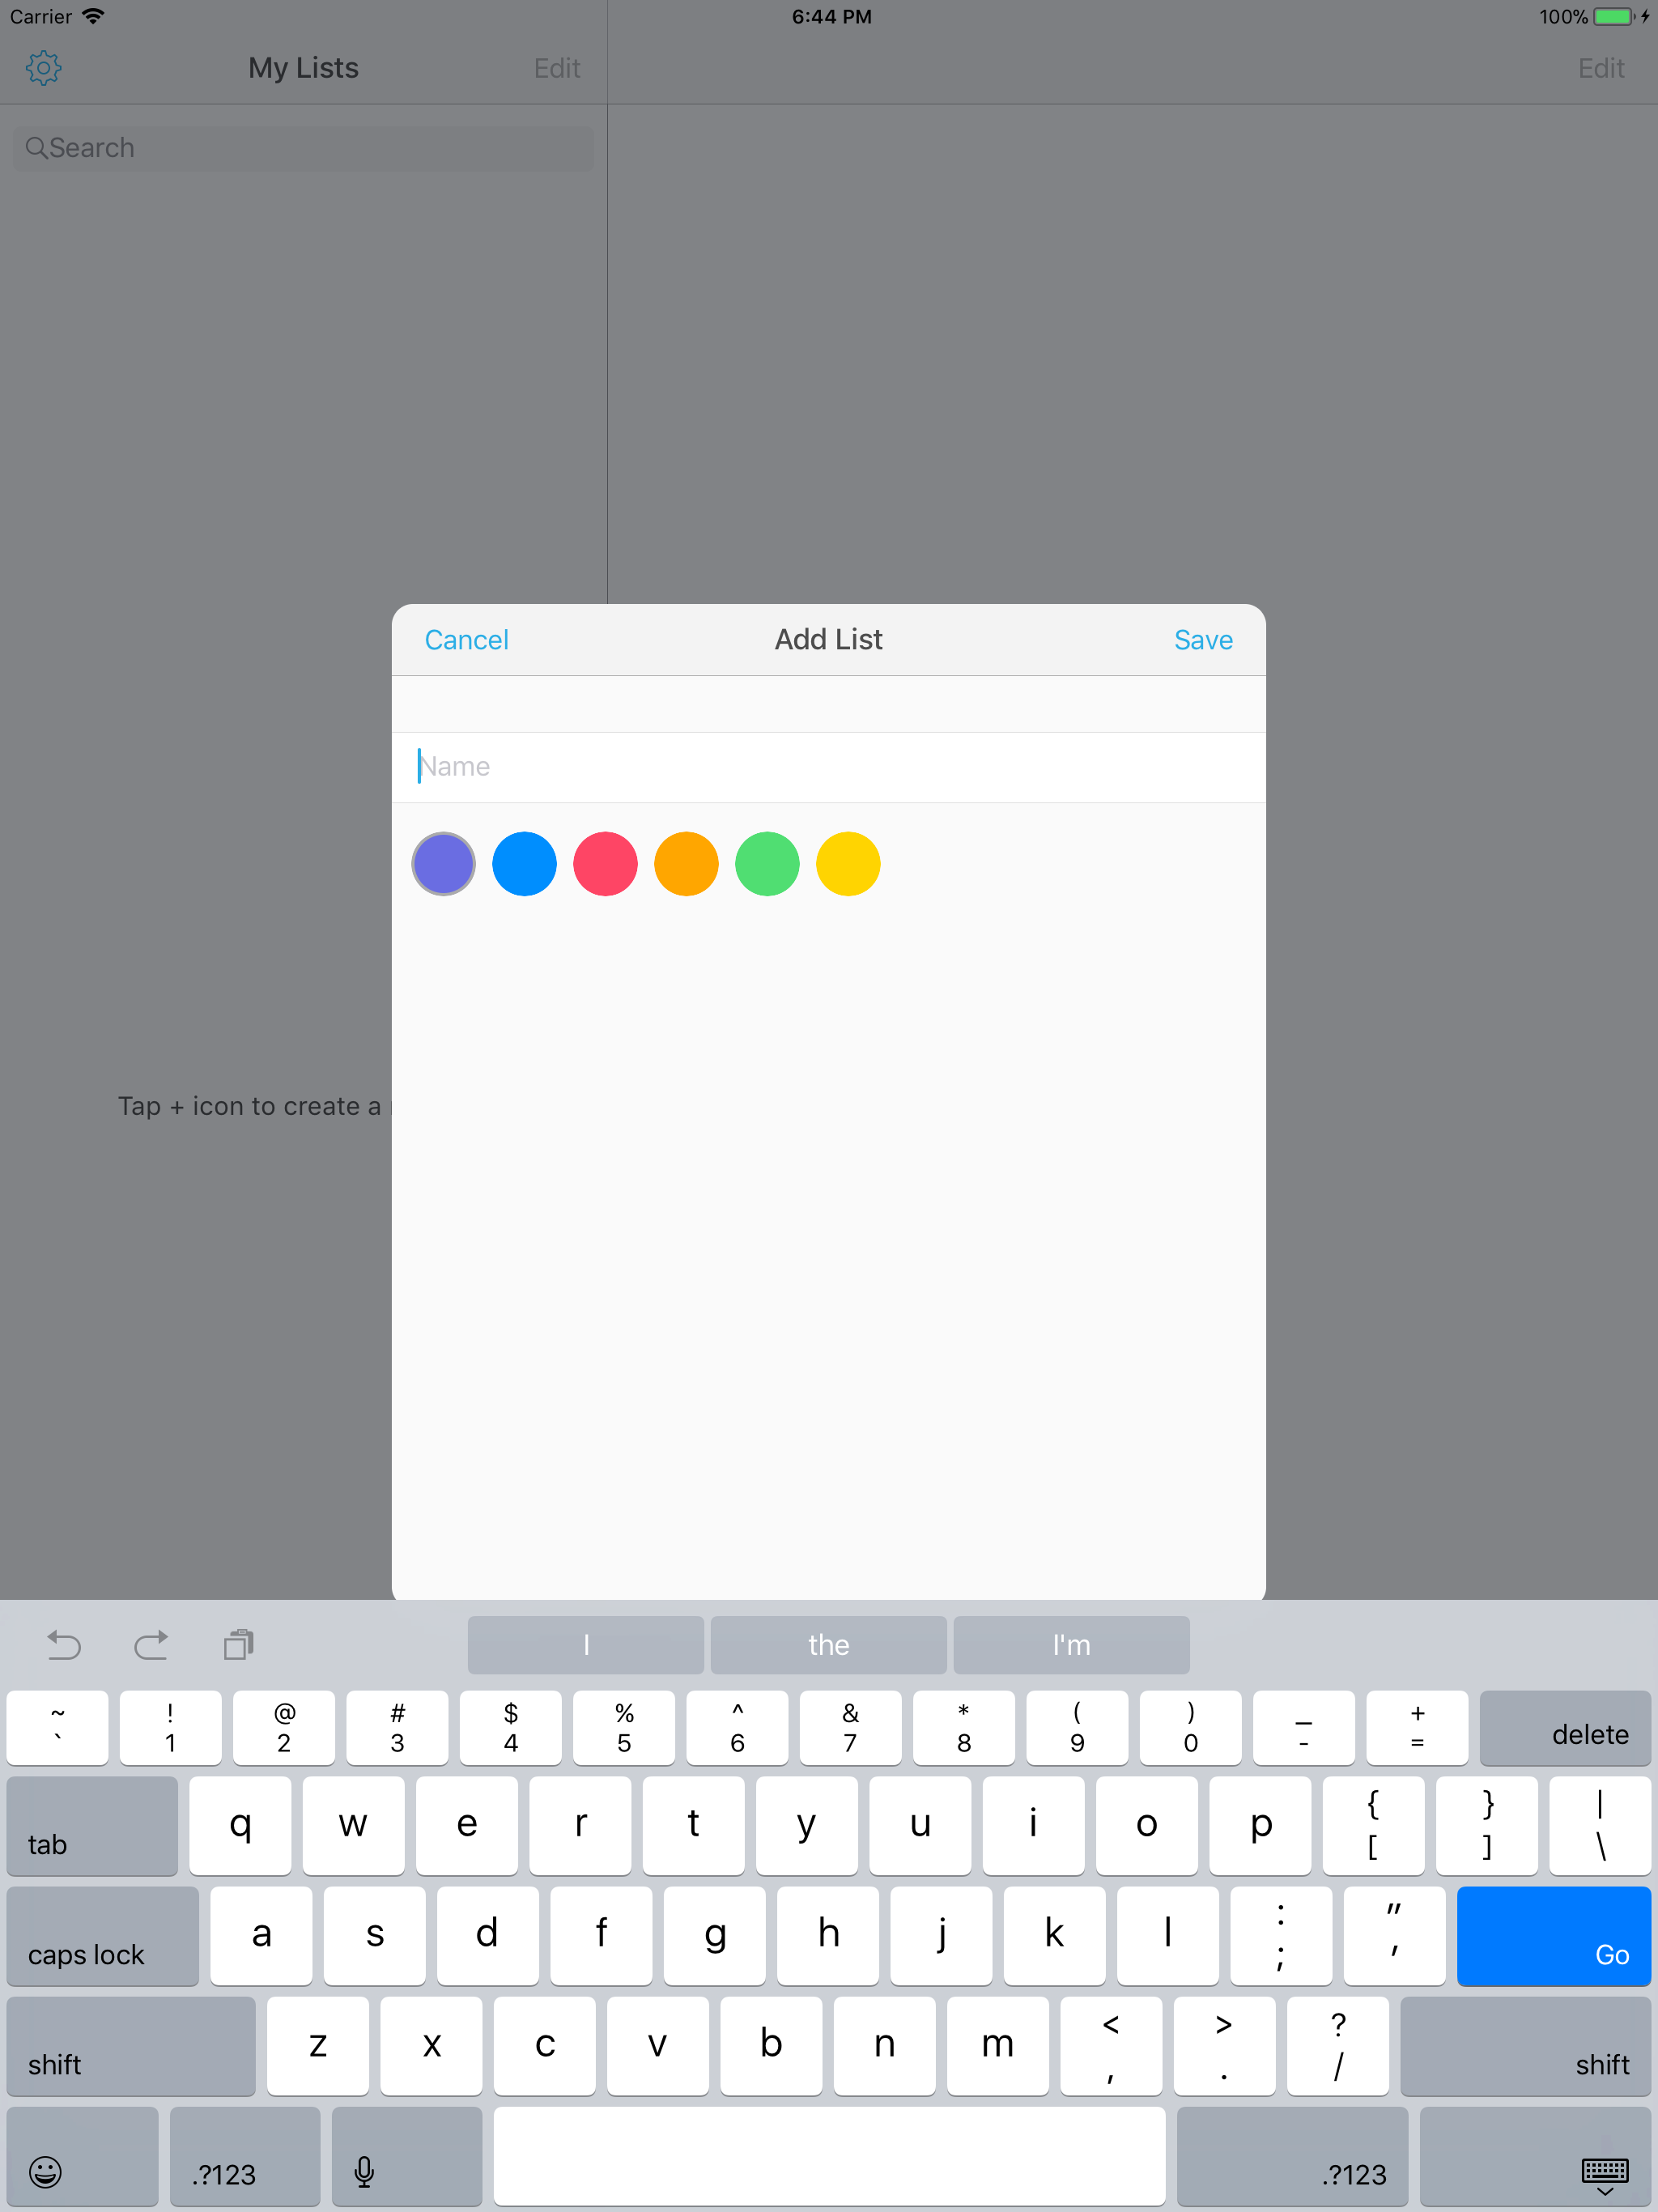 Carrier 6:44 PM 100%
My Lists Edit Edit
Search
Cancel Add List Save
Name
Tap + icon to create a
I the I'm
~ ! @ # $ % ^ & * ( ) _ +
` 1 2 3 4 5 6 7 8 9 0 - = delete
tab q w e r t y u i o p { [ } ] | \
caps lock a s d f g h j k l : ; " ' Go
shift z x c v b n m < , > . ? / shift
.?123 .?123